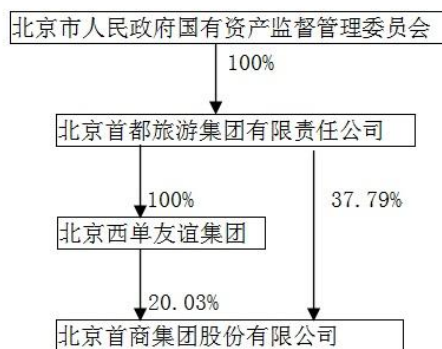 北京市人民政府国有资产监督管理委员会
100%
北京首都旅游集团有限责任公司
100%
37.79%
北京西单友谊集团
20.03%
北京首商集团股份有限公司